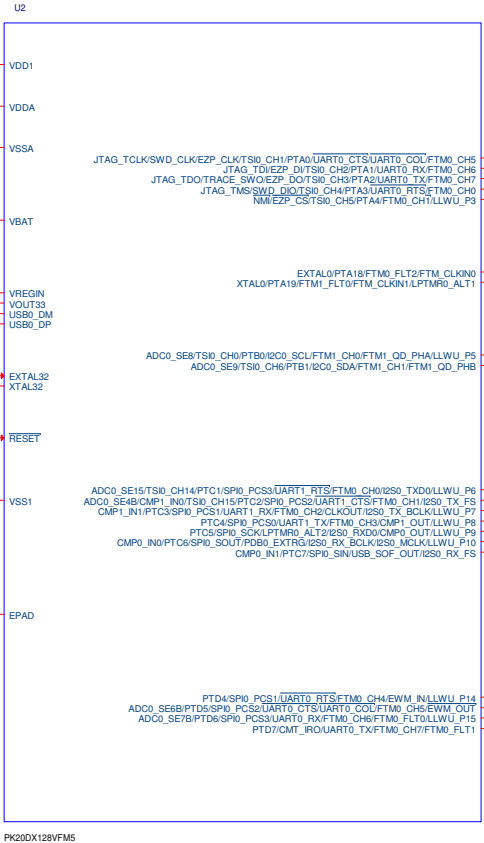 U2
VDD1
VDDA
VSSA
JTAG_TCLK/SWD_CLK/EZP_CLK/TSI0_CH1/PTA0/UART0_CTS/UART0_COL/FTM0_CH5
JTAG_TDI/EZP_DI/TSI0_CH2/PTA1/UART0_RX/FTM0_CH6
JTAG_TDO/TRACE_SWO/EZP_DO/TSI0_CH3/PTA2/UART0_TX/FTM0_CH7
JTAG_TMS/SWD_DIO/TSI0_CH4/PTA3/UART0_RTS/FTM0_CH0
NMI/EZP_CS/TSI0_CH5/PTA4/FTM0_CH1/LLWU_P3
VBAT
EXTAL0/PTA18/FTM0_FLT2/FTM_CLKIN0
XTAL0/PTA19/FTM1_FLT0/FTM_CLKIN1/LPTMR0_ALT1
VREGIN
VOUT33
USB0_DM
USB0_DP
ADC0_SE8/TSI0_CH0/PTB0/I2C0_SCL/FTM1_CH0/FTM1_QD_PHA/LLWU_P5
ADC0_SE9/TSI0_CH6/PTB1/I2C0_SDA/FTM1_CH1/FTM1_QD_PHB
EXTAL32
XTAL32
RESET
ADC0_SE15/TSI0_CH14/PTC1/SPI0_PCS3/UART1_RTS/FTM0_CH0/I2S0_TXD0/LLWU_P6
VSS1
ADC0_SE4B/CMP1_IN0/TSI0_CH15/PTC2/SPI0_PCS2/UART1_CTS/FTM0_CH1/I2S0_TX_FS
CMP1_IN1/PTC3/SPI0_PCS1/UART1_RX/FTM0_CH2/CLKOUT/I2S0_TX_BCLK/LLWU_P7
PTC4/SPI0_PCS0/UART1_TX/FTM0_CH3/CMP1_OUT/LLWU_P8
PTC5/SPI0_SCK/LPTMR0_ALT2/I2S0_RXD0/CMP0_OUT/LLWU_P9
CMP0_IN0/PTC6/SPI0_SOUT/PDB0_EXTRG/I2S0_RX_BCLK/I2S0_MCLK/LLWU_P10
CMP0_IN1/PTC7/SPI0_SIN/USB_SOF_OUT/I2S0_RX_FS
EPAD
PTD4/SPI0_PCS1/UART0_RTS/FTM0_CH4/EWM_IN/LLWU_P14
ADC0_SE6B/PTD5/SPI0_PCS2/UART0_CTS/UART0_COL/FTM0_CH5/EWM_OUT
ADC0_SE7B/PTD6/SPI0_PCS3/UART0_RX/FTM0_CH6/FTM0_FLT0/LLWU_P15
PTD7/CMT_IRO/UART0_TX/FTM0_CH7/FTM0_FLT1
PK20DX128VFM5